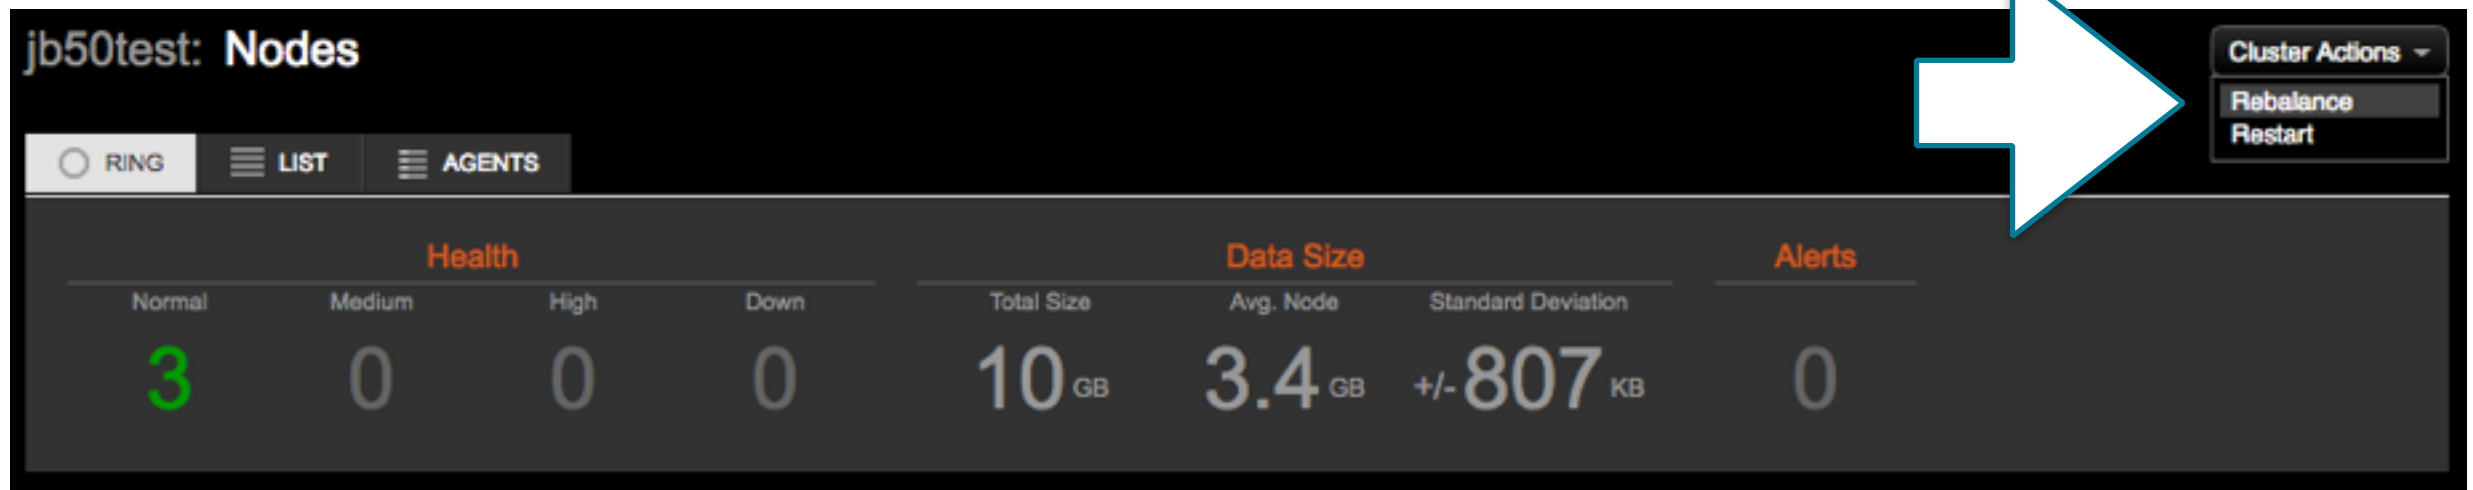 jb50test: Nodes
Cluster Actions
Rebalance
Restart
RING LIST AGENTS
Health Data Size Alerts
Normal Medium High Down Total Size Avg. Node Standard Deviation
3 0 0 0 10 GB 3.4 GB +/- 807 KB 0